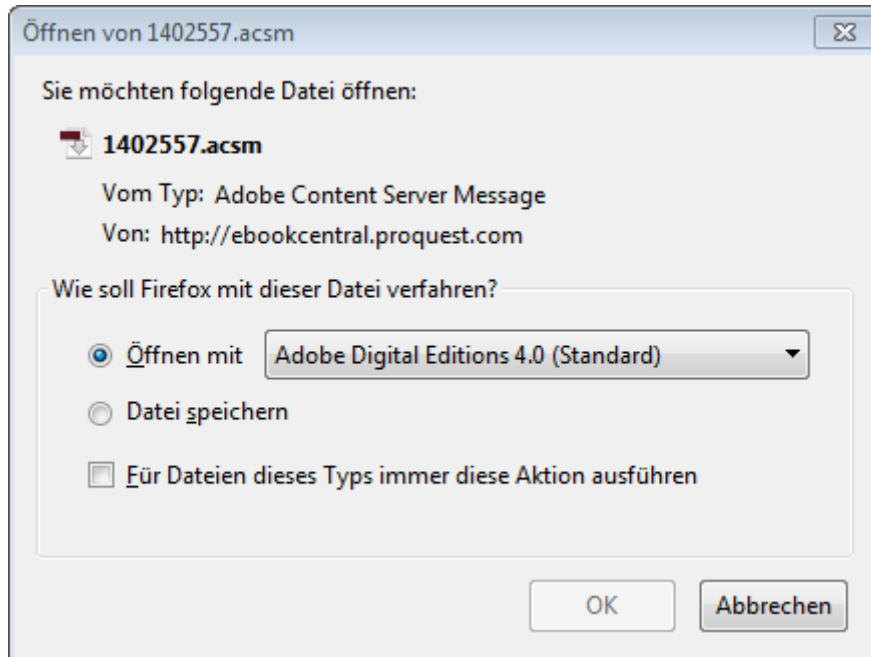 Öffnen von 1402557.acsm
Sie möchten folgende Datei öffnen:
1402557.acsm
Vom Typ: Adobe Content Server Message
Von: http://ebookcentral.proquest.com
Wie soll Firefox mit dieser Datei verfahren?
Öffnen mit Adobe Digital Editions 4.0 (Standard)
Datei speichern
Für Dateien dieses Typs immer diese Aktion ausführen
OK Abbrechen